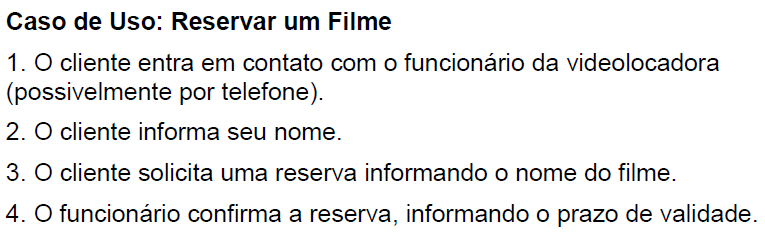 Caso de Uso: Reservar um Filme
1. O cliente entra em contato com o funcionário da videolocadora
(possivelmente por telefone).
2. O cliente informa seu nome.
3. O cliente solicita uma reserva informando o nome do filme.
4. O funcionário confirma a reserva, informando o prazo de validade.